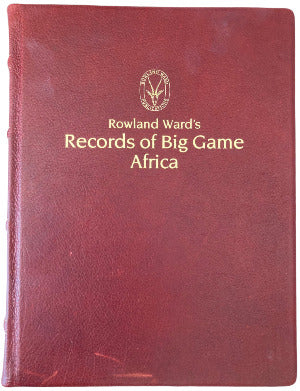 Rowland Ward's
Records of Big Game
Africa